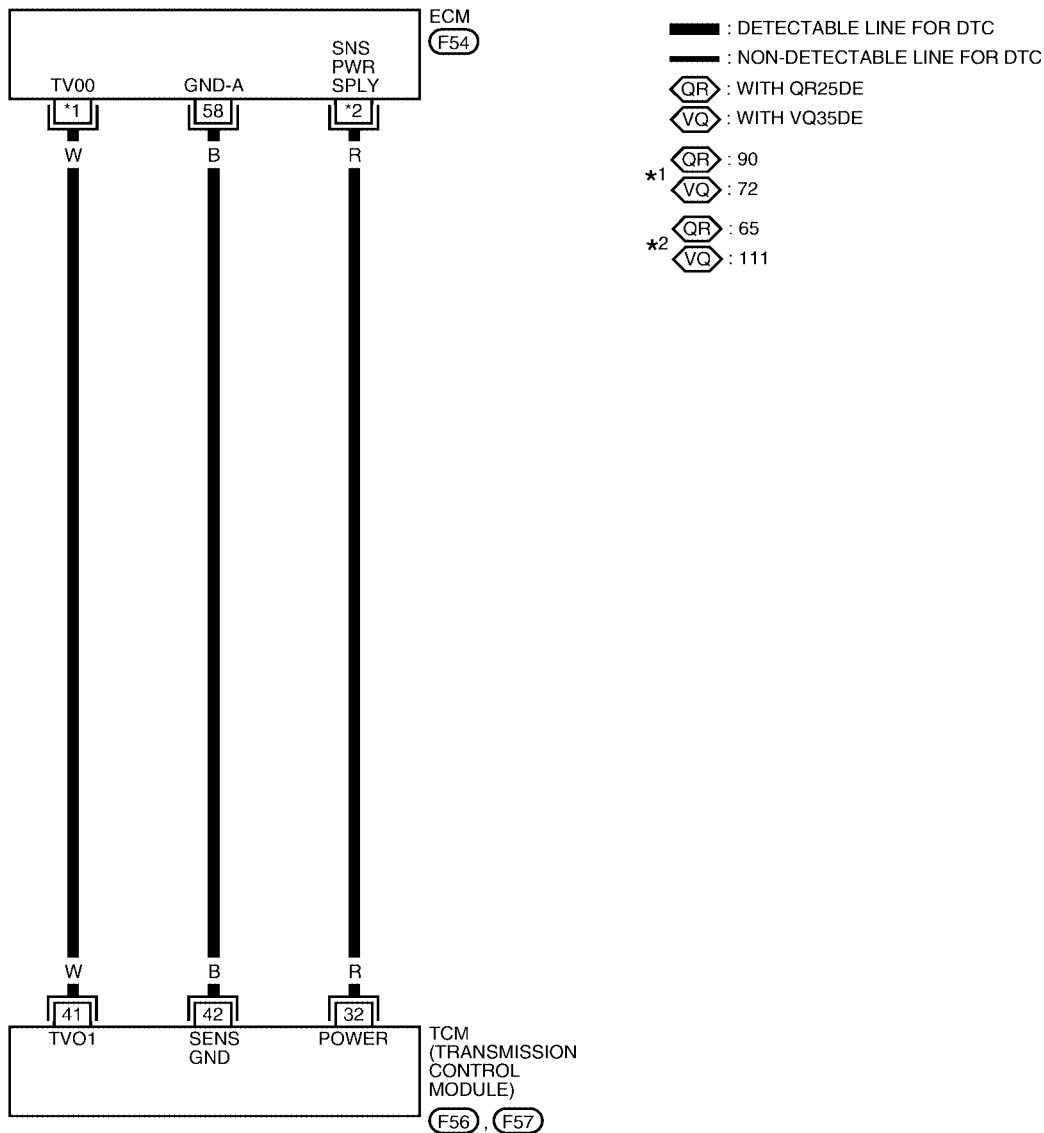 ECM
F54
TV00
GND-A
SNS
PWR
SPLY
*1
58
*2
W
B
R
W
B
R
41
42
32
TVO1
SENS
GND
POWER
TCM
(TRANSMISSION
CONTROL
MODULE)
F56 , F57
: DETECTABLE LINE FOR DTC
: NON-DETECTABLE LINE FOR DTC
QR : WITH QR25DE
VQ : WITH VQ35DE
*1
QR : 90
VQ : 72
*2
QR : 65
VQ : 111